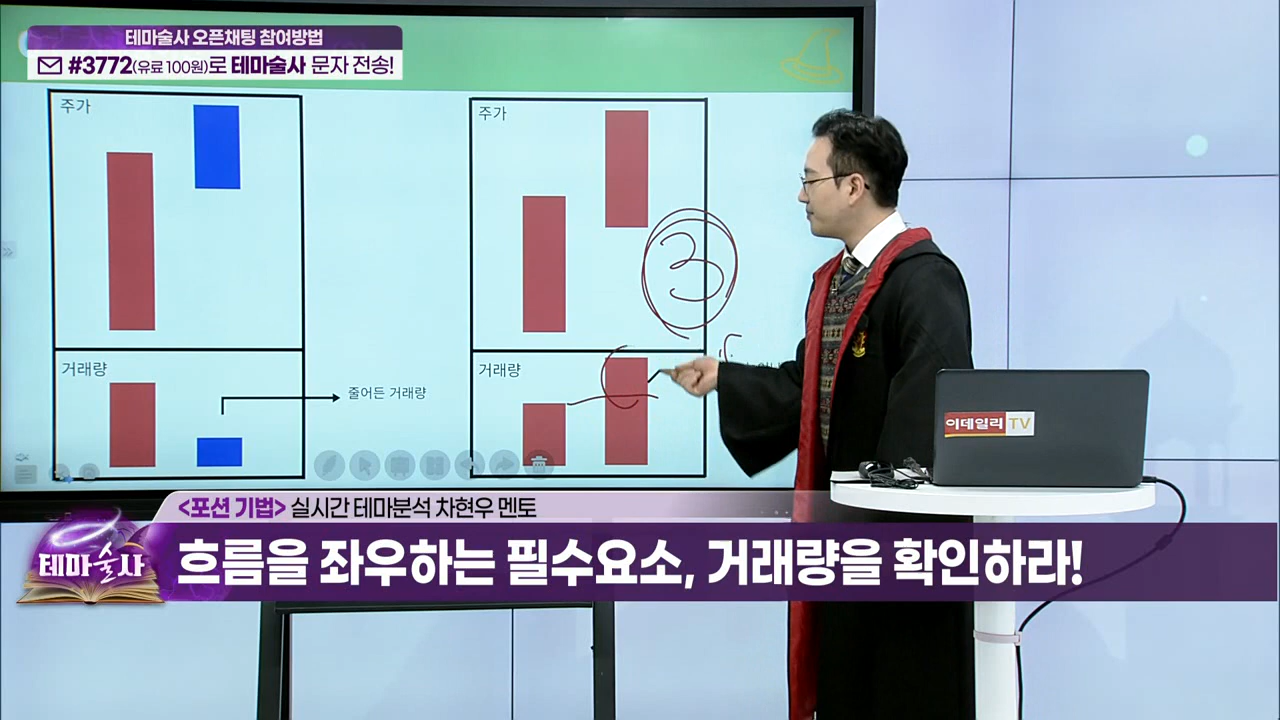 테마술사 오픈채팅 참여방법
#3772(유료 100원)로 테마술사 문자 전송!
주가
주가
3
거래량
줄어든 거래량
거래량
이데일리 TV
<포션 기법> 실시간 테마분석 차현우 멘토
테마술사
흐름을 좌우하는 필수요소, 거래량을 확인하라!